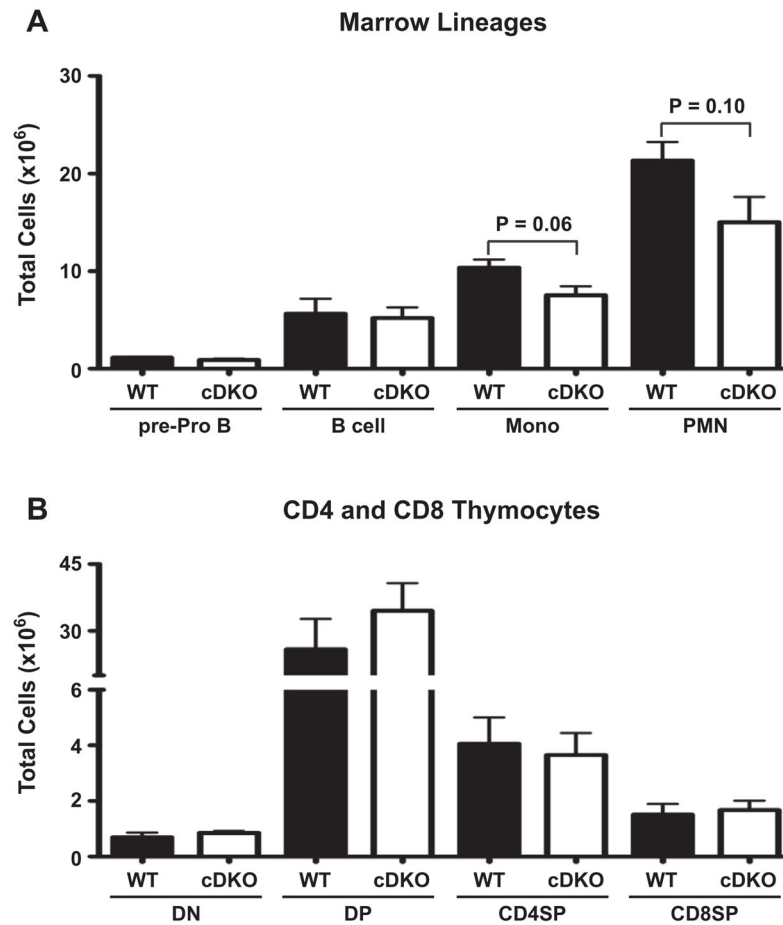 A
Marrow Lineages
Total Cells (x10⁶)
30
20
10
0
P = 0.06
P = 0.10
WT cDKO WT cDKO WT cDKO WT cDKO
pre-Pro B B cell Mono PMN
B
CD4 and CD8 Thymocytes
Total Cells (x10⁶)
45
30
6
4
2
0
WT cDKO WT cDKO WT cDKO WT cDKO
DN DP CD4SP CD8SP